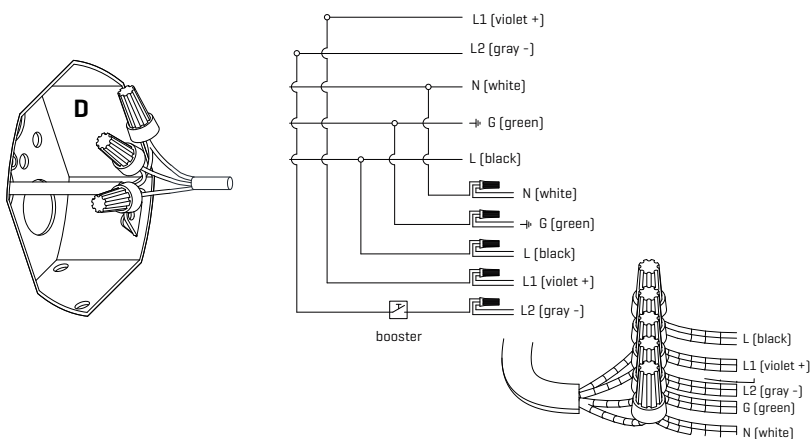 D
L1 (violet +)
L2 (gray -)
N (white)
G (green)
L (black)
N (white)
G (green)
L (black)
L1 (violet +)
L2 (gray -)
booster
L (black)
L1 (violet +)
L2 (gray -)
G (green)
N (white)